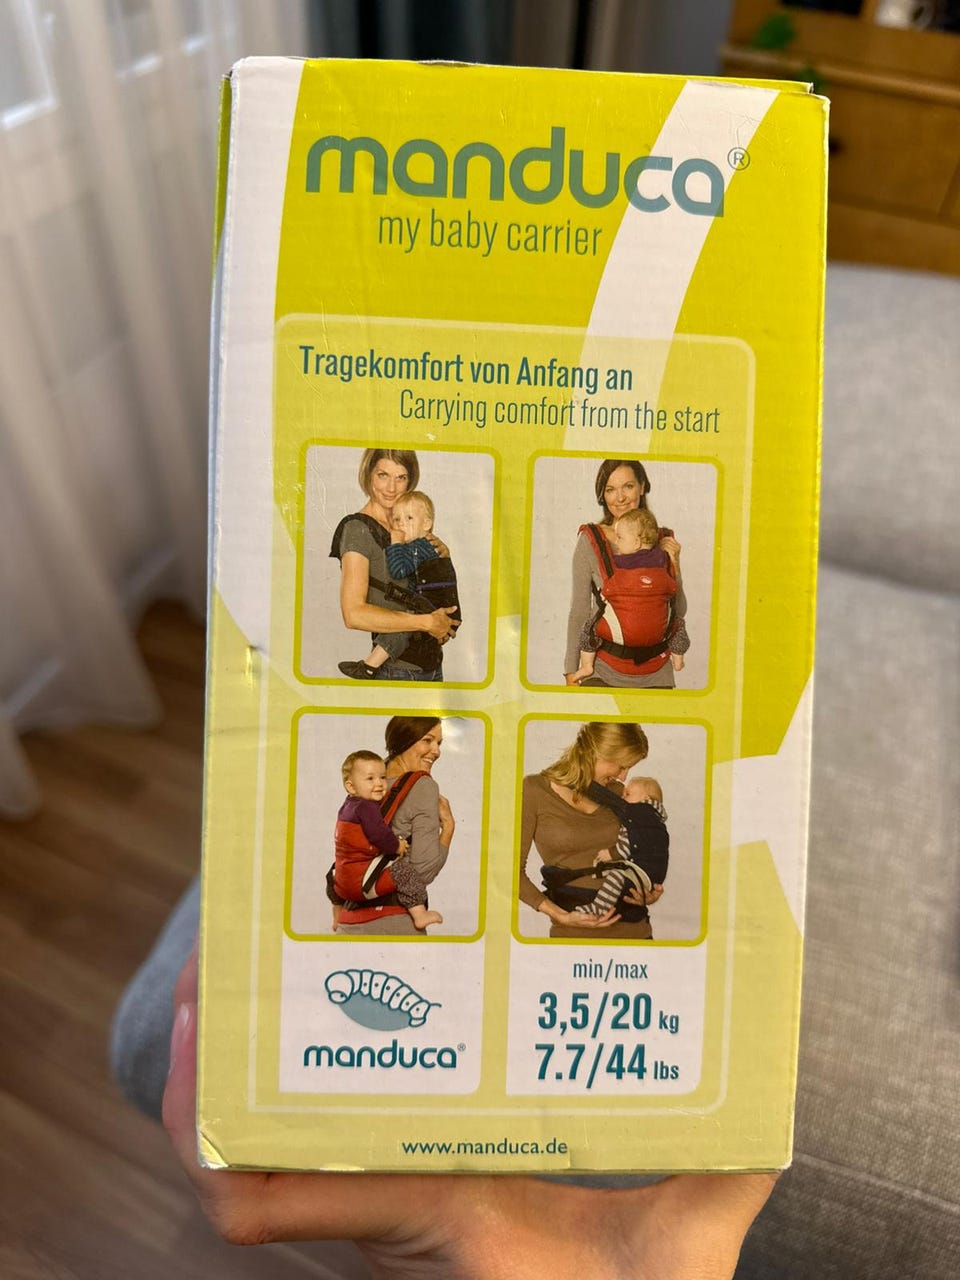 manduca®
my baby carrier
Tragekomfort von Anfang an
Carrying comfort from the start
manduca®
min/max
3,5/20 kg
7.7/44 lbs
www.manduca.de